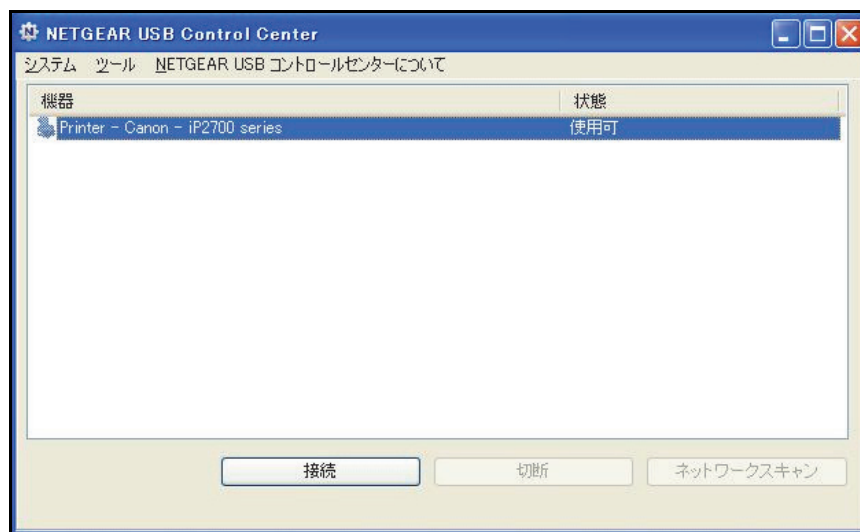 NETGEAR USB Control Center
システム ツール NETGEAR USB コントロールセンターについて
機器 状態
Printer - Canon - iP2700 series 使用可
接続 切断 ネットワークスキャン